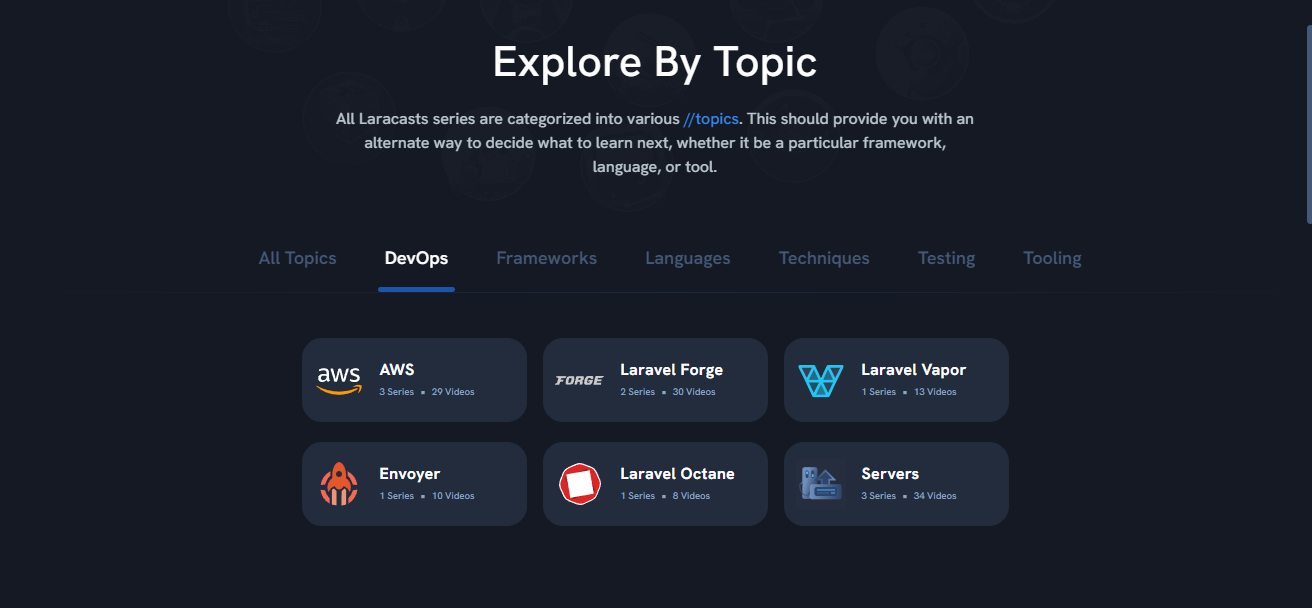 Explore By Topic
All Laracasts series are categorized into various //topics. This should provide you with an
alternate way to decide what to learn next, whether it be a particular framework,
language, or tool.
All Topics DevOps Frameworks Languages Techniques Testing Tooling
aws AWS
3 Series ▪ 29 Videos
FORGE Laravel Forge
2 Series ▪ 30 Videos
Laravel Vapor
1 Series ▪ 13 Videos
Envoyer
1 Series ▪ 10 Videos
Laravel Octane
1 Series ▪ 8 Videos
Servers
3 Series ▪ 34 Videos